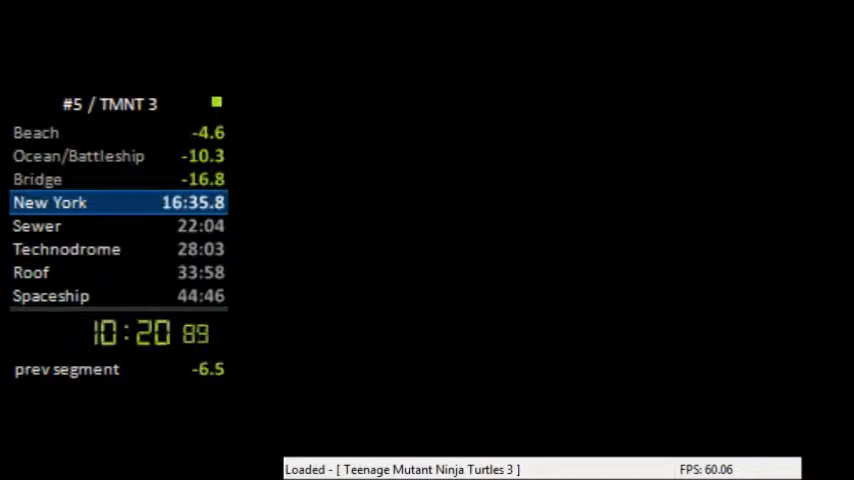 #5 / TMNT 3
Beach -4.6
Ocean/Battleship -10.3
Bridge -16.8
New York 16:35.8
Sewer 22:04
Technodrome 28:03
Roof 33:58
Spaceship 44:46
10:20 89
prev segment -6.5
Loaded - [ Teenage Mutant Ninja Turtles 3 ] FPS: 60.06